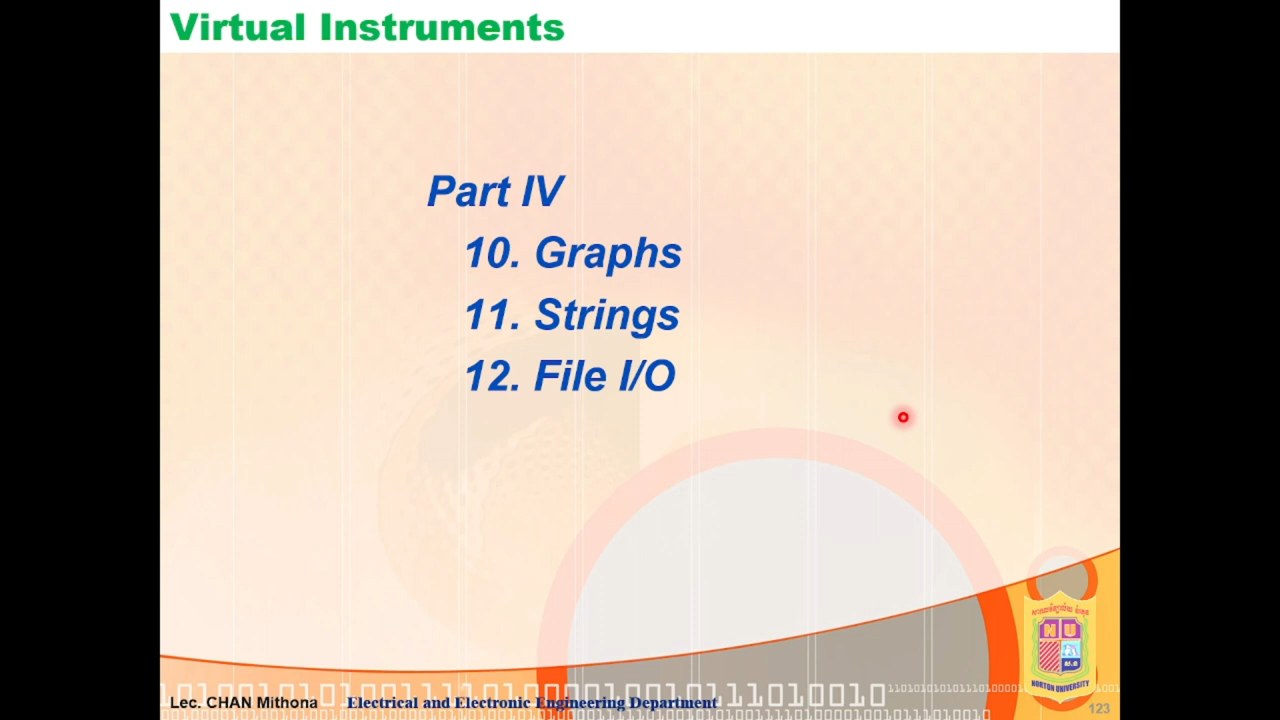 Virtual Instruments
Part IV
10. Graphs
11. Strings
12. File I/O
N U
NORTON UNIVERSITY
Lec. CHAN Mithona
Electrical and Electronic Engineering Department
123